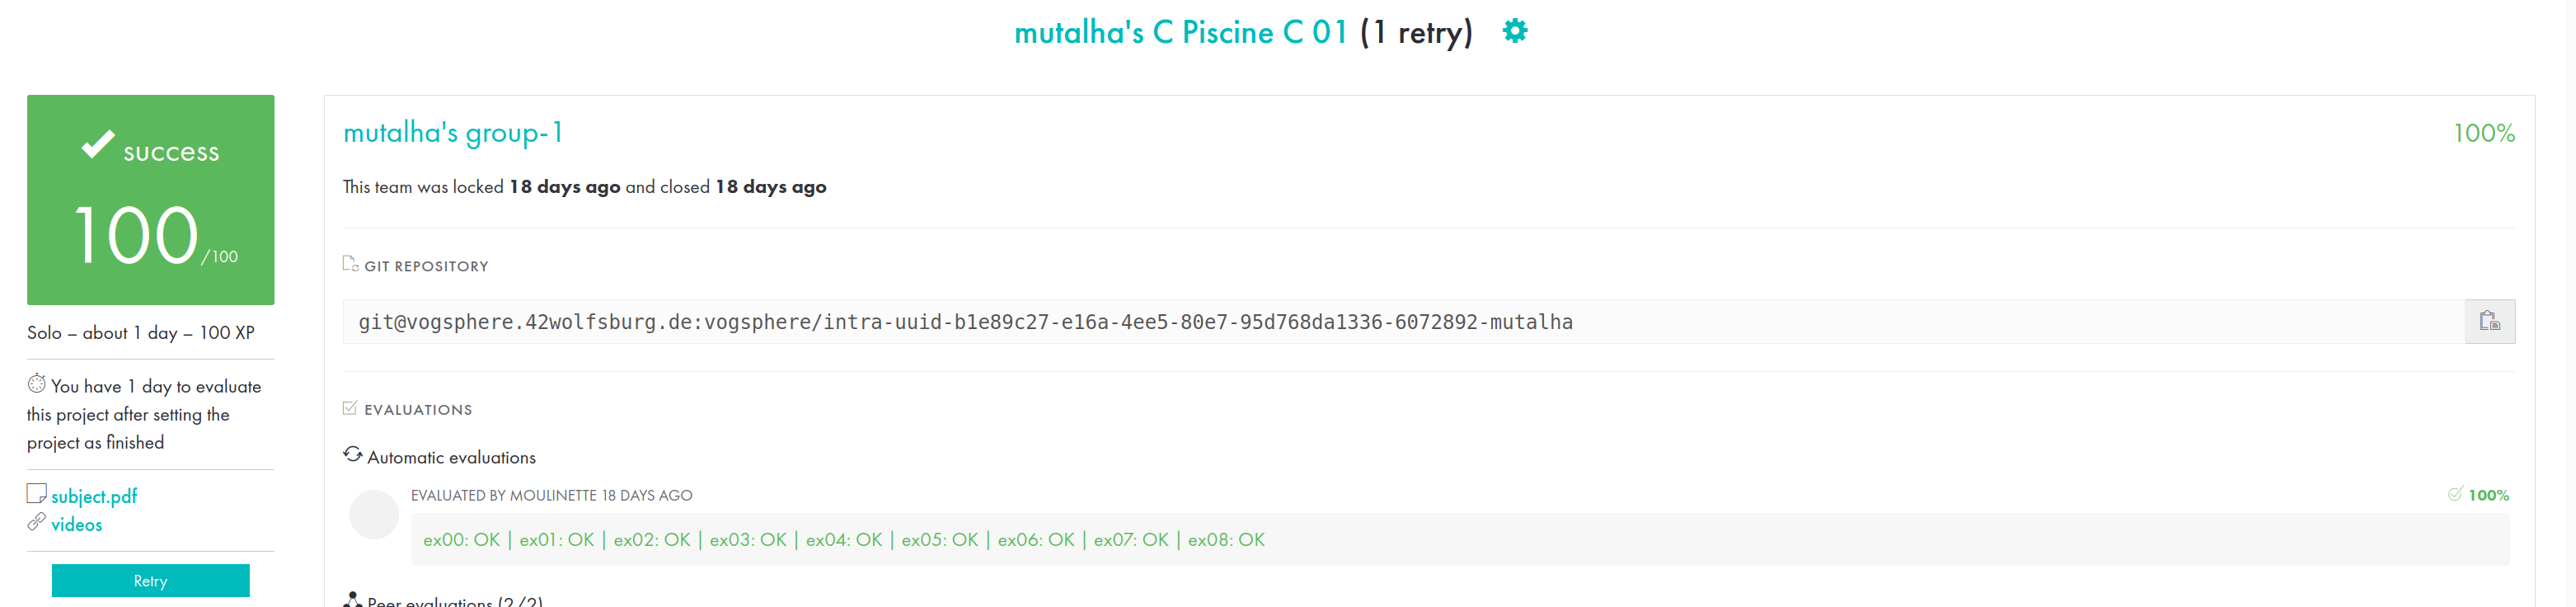 mutalha's C Piscine C 01 (1 retry)
success
100/100
Solo – about 1 day – 100 XP
You have 1 day to evaluate
this project after setting the
project as finished
subject.pdf
videos
Retry
mutalha's group-1
100%
This team was locked 18 days ago and closed 18 days ago
GIT REPOSITORY
git@vogsphere.42wolfsburg.de:vogsphere/intra-uuid-b1e89c27-e16a-4ee5-80e7-95d768da1336-6072892-mutalha
EVALUATIONS
Automatic evaluations
EVALUATED BY MOULINETTE 18 DAYS AGO
100%
ex00: OK | ex01: OK | ex02: OK | ex03: OK | ex04: OK | ex05: OK | ex06: OK | ex07: OK | ex08: OK
Peer evaluations (2/2)